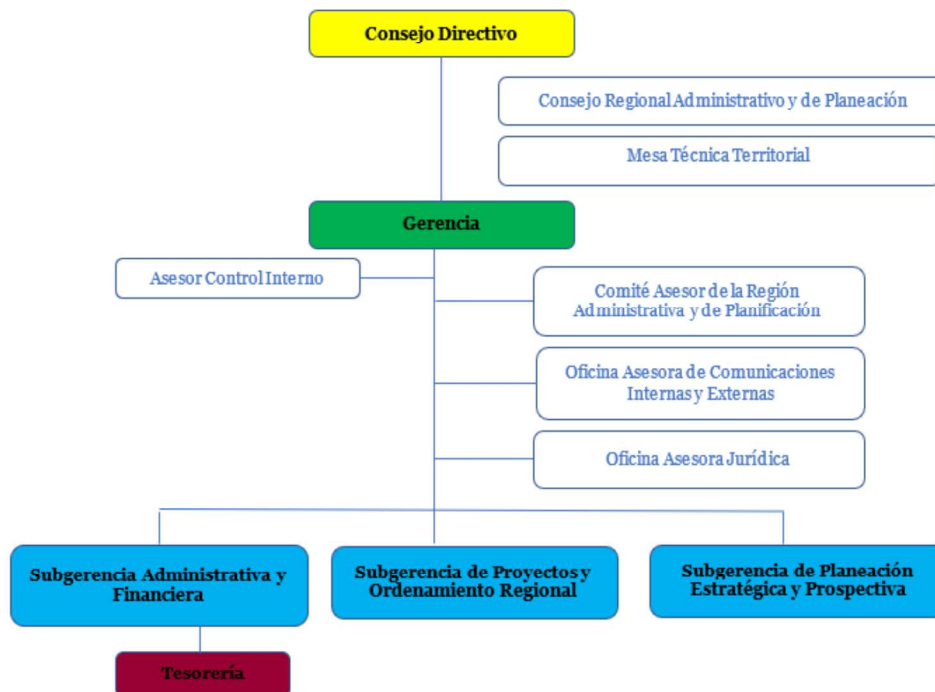 Consejo Directivo
Consejo Regional Administrativo y de Planeación
Mesa Técnica Territorial
Gerencia
Asesor Control Interno
Comité Asesor de la Región
Administrativa y de Planificación
Oficina Asesora de Comunicaciones
Internas y Externas
Oficina Asesora Jurídica
Subgerencia Administrativa y
Financiera
Subgerencia de Proyectos y
Ordenamiento Regional
Subgerencia de Planeación
Estratégica y Prospectiva
Tesorería